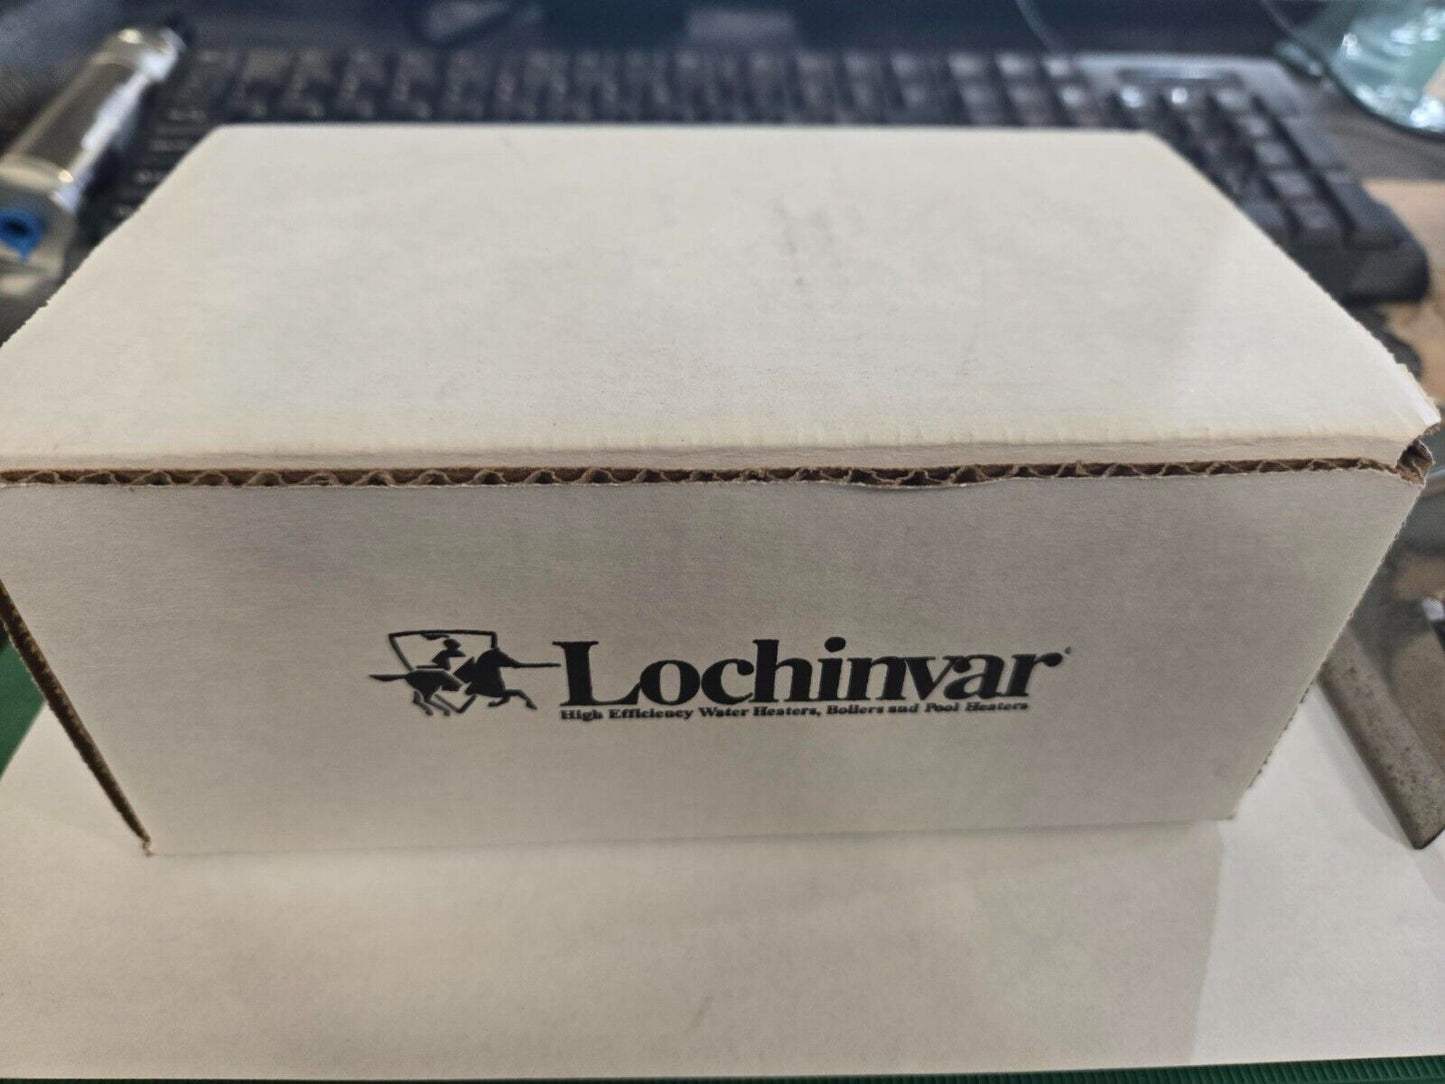 Lochinvar
High Efficiency Water Heaters, Boilers and Pool Heaters